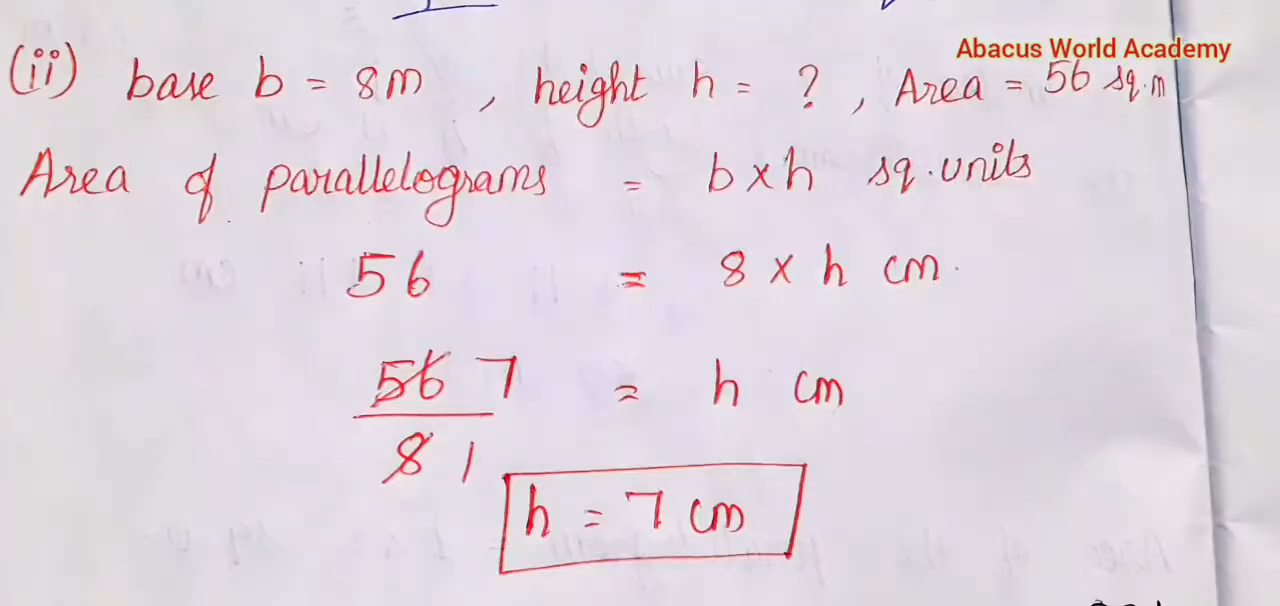 Abacus World Academy
(ii) base b = 8m , height h = ? , Area = 56 sq.m
Area of parallelograms = b x h sq.units
56 = 8 x h cm.
56 7 = h cm
8 1
h = 7 cm